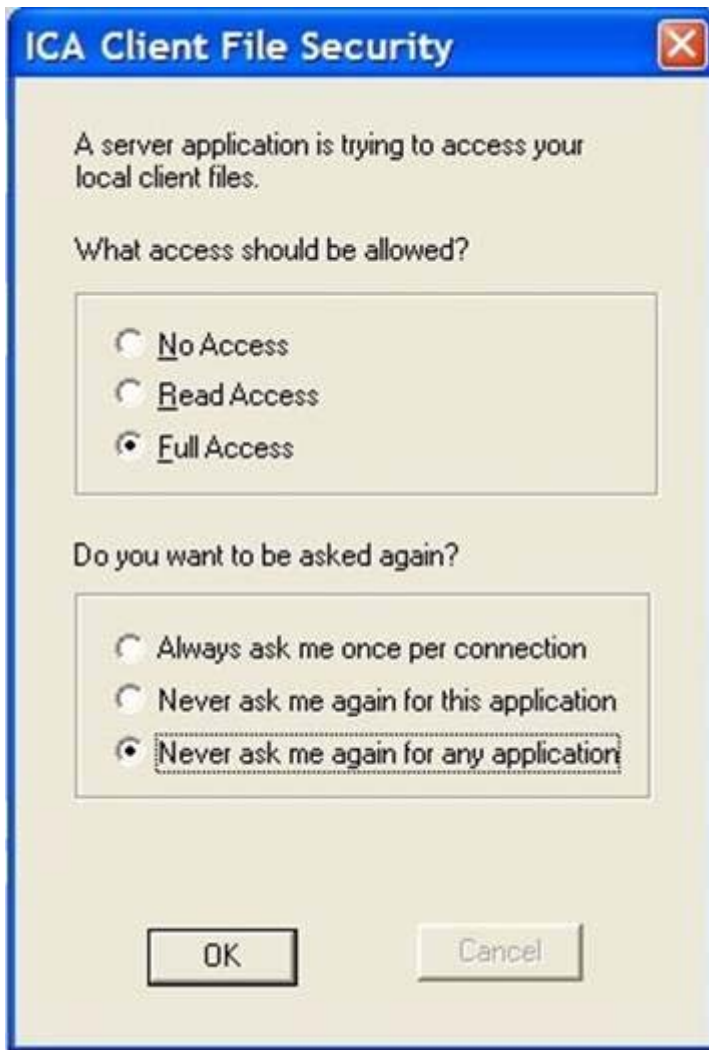 ICA Client File Security
A server application is trying to access your
local client files.
What access should be allowed?
No Access
Read Access
Full Access
Do you want to be asked again?
Always ask me once per connection
Never ask me again for this application
Never ask me again for any application
OK
Cancel